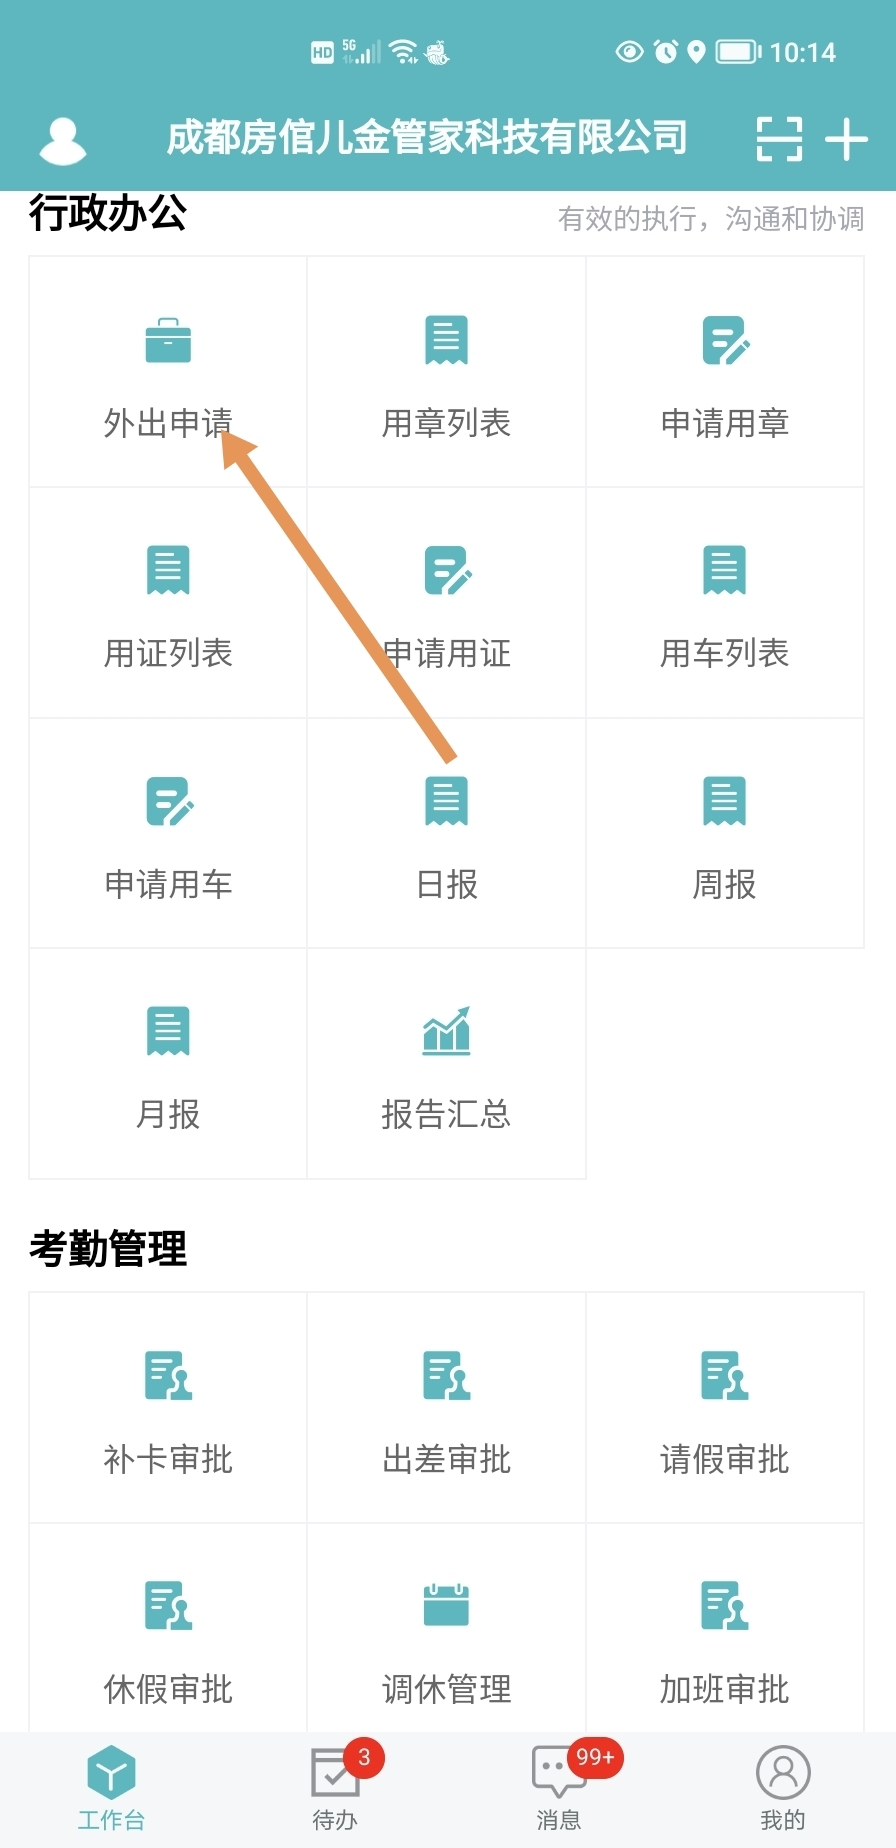 HD 5G 10:14
成都房倌儿金管家科技有限公司
行政办公 有效的执行，沟通和协调
外出申请 用章列表 申请用章
用证列表 申请用证 用车列表
申请用车 日报 周报
月报 报告汇总
考勤管理
补卡审批 出差审批 请假审批
休假审批 调休管理 加班审批
3 99+
工作台 待办 消息 我的